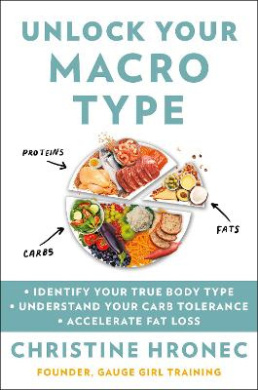 UNLOCK YOUR
MACRO
TYPE
PROTEINS
FATS
CARBS
• IDENTIFY YOUR TRUE BODY TYPE
• UNDERSTAND YOUR CARB TOLERANCE
• ACCELERATE FAT LOSS
CHRISTINE HRONEC
FOUNDER, GAUGE GIRL TRAINING